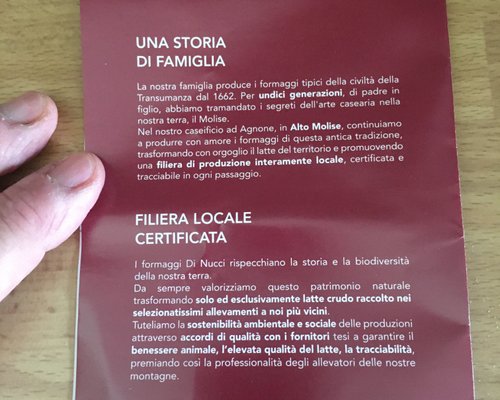 UNA STORIA
DI FAMIGLIA
La nostra famiglia produce i formaggi tipici della civiltà della
Transumanza dal 1662. Per undici generazioni, di padre in
figlio, abbiamo tramandato i segreti dell'arte casearia nella
nostra terra, il Molise.
Nel nostro caseificio ad Agnone, in Alto Molise, continuiamo
a produrre con amore i formaggi di questa antica tradizione,
trasformando con orgoglio il latte del territorio e promuovendo
una filiera di produzione interamente locale, certificata e
tracciabile in ogni passaggio.
FILIERA LOCALE
CERTIFICATA
I formaggi Di Nucci rispecchiano la storia e la biodiversità
della nostra terra.
Da sempre valorizziamo questo patrimonio naturale
trasformando solo ed esclusivamente latte crudo raccolto nei
selezionatissimi allevamenti a noi più vicini.
Tuteliamo la sostenibilità ambientale e sociale delle produzioni
attraverso accordi di qualità con i fornitori tesi a garantire il
benessere animale, l'elevata qualità del latte, la tracciabilità,
premiando così la professionalità degli allevatori delle nostre
montagne.